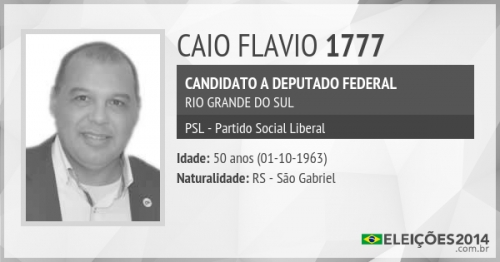 CAIO FLAVIO 1777
CANDIDATO A DEPUTADO FEDERAL
RIO GRANDE DO SUL
PSL - Partido Social Liberal
Idade: 50 anos (01-10-1963)
Naturalidade: RS - São Gabriel
ELEIÇÕES2014
.com.br